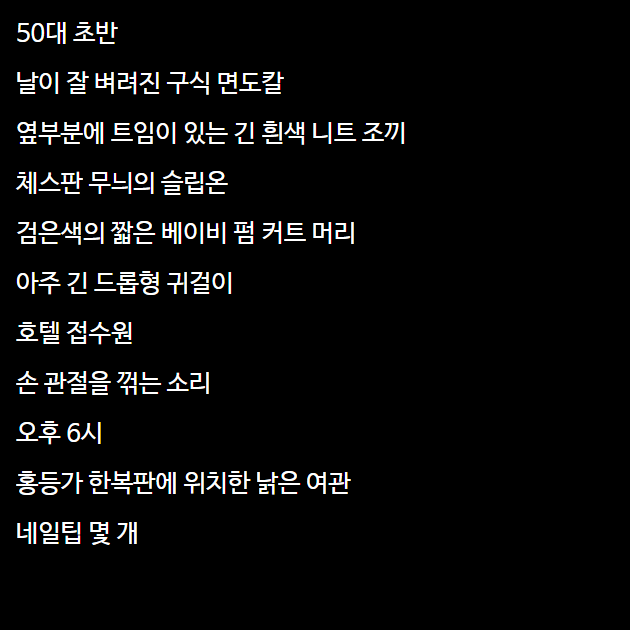 50대 초반
날이 잘 벼려진 구식 면도칼
옆부분에 트임이 있는 긴 흰색 니트 조끼
체스판 무늬의 슬립온
검은색의 짧은 베이비 펌 커트 머리
아주 긴 드롭형 귀걸이
호텔 접수원
손 관절을 꺾는 소리
오후 6시
홍등가 한복판에 위치한 낡은 여관
네일팁 몇 개